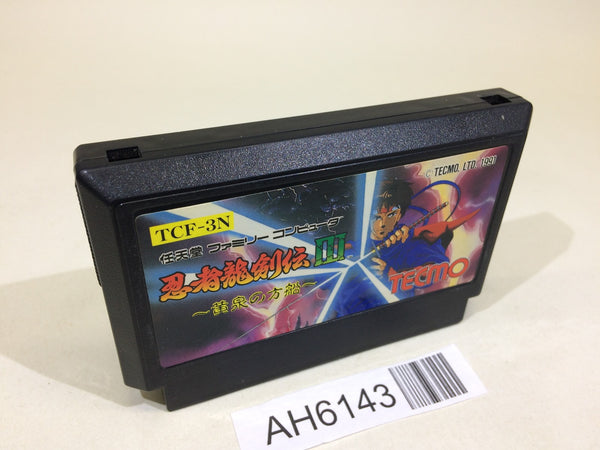 © TECMO, LTD. 1991
TCF-3N
任天堂 ファミリー コンピュータ
忍者龍剣伝III
～黄泉の方船～
TECMO
AH6143